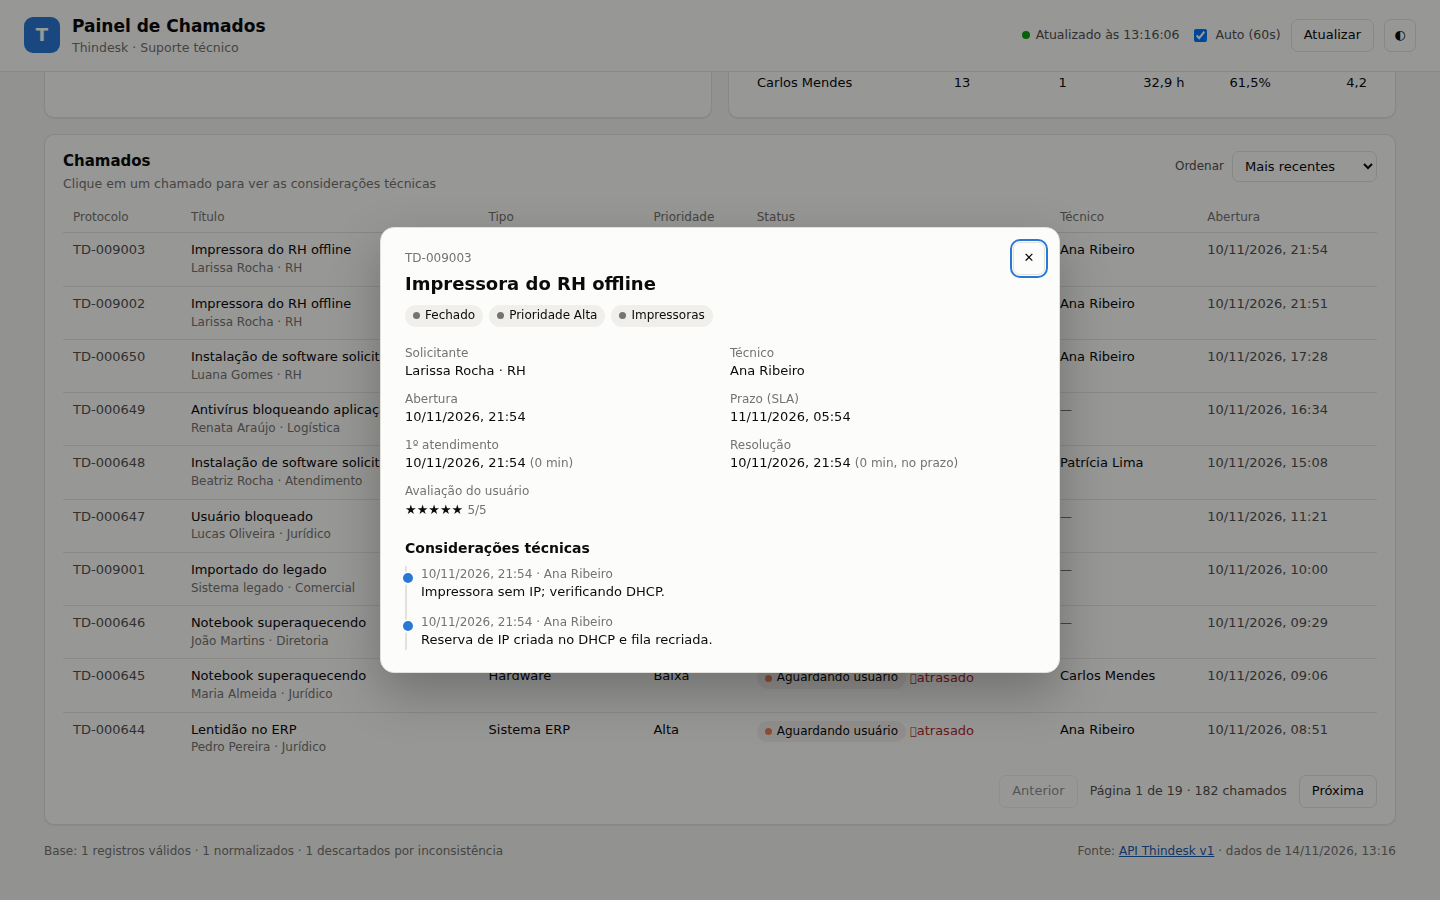 T
Painel de Chamados
Thindesk · Suporte técnico
Atualizado às 13:16:06
Auto (60s)
Atualizar
Carlos Mendes 13 1 32,9 h 61,5% 4,2
Chamados
Clique em um chamado para ver as considerações técnicas
Ordenar
Mais recentes
Protocolo Título Tipo Prioridade Status Técnico Abertura
TD-009003 Impressora do RH offline Ana Ribeiro 10/11/2026, 21:54
Larissa Rocha · RH
TD-009002 Impressora do RH offline Ana Ribeiro 10/11/2026, 21:51
Larissa Rocha · RH
TD-000650 Instalação de software solicit Ana Ribeiro 10/11/2026, 17:28
Luana Gomes · RH
TD-000649 Antivírus bloqueando aplicaç — 10/11/2026, 16:34
Renata Araújo · Logística
TD-000648 Instalação de software solicit Patrícia Lima 10/11/2026, 15:08
Beatriz Rocha · Atendimento
TD-000647 Usuário bloqueado — 10/11/2026, 11:21
Lucas Oliveira · Jurídico
TD-009001 Importado do legado — 10/11/2026, 10:00
Sistema legado · Comercial
TD-000646 Notebook superaquecendo — 10/11/2026, 09:29
João Martins · Diretoria
TD-000645 Notebook superaquecendo Hardware Baixa Aguardando usuário atrasado Carlos Mendes 10/11/2026, 09:06
Maria Almeida · Jurídico
TD-000644 Lentidão no ERP Sistema ERP Alta Aguardando usuário atrasado Ana Ribeiro 10/11/2026, 08:51
Pedro Pereira · Jurídico
Anterior
Página 1 de 19 · 182 chamados
Próxima
Base: 1 registros válidos · 1 normalizados · 1 descartados por inconsistência
Fonte: API Thindesk v1 · dados de 14/11/2026, 13:16
TD-009003
✕
Impressora do RH offline
Fechado
Prioridade Alta
Impressoras
Solicitante
Larissa Rocha · RH
Técnico
Ana Ribeiro
Abertura
10/11/2026, 21:54
Prazo (SLA)
11/11/2026, 05:54
1º atendimento
10/11/2026, 21:54 (0 min)
Resolução
10/11/2026, 21:54 (0 min, no prazo)
Avaliação do usuário
★★★★★ 5/5
Considerações técnicas
10/11/2026, 21:54 · Ana Ribeiro
Impressora sem IP; verificando DHCP.
10/11/2026, 21:54 · Ana Ribeiro
Reserva de IP criada no DHCP e fila recriada.